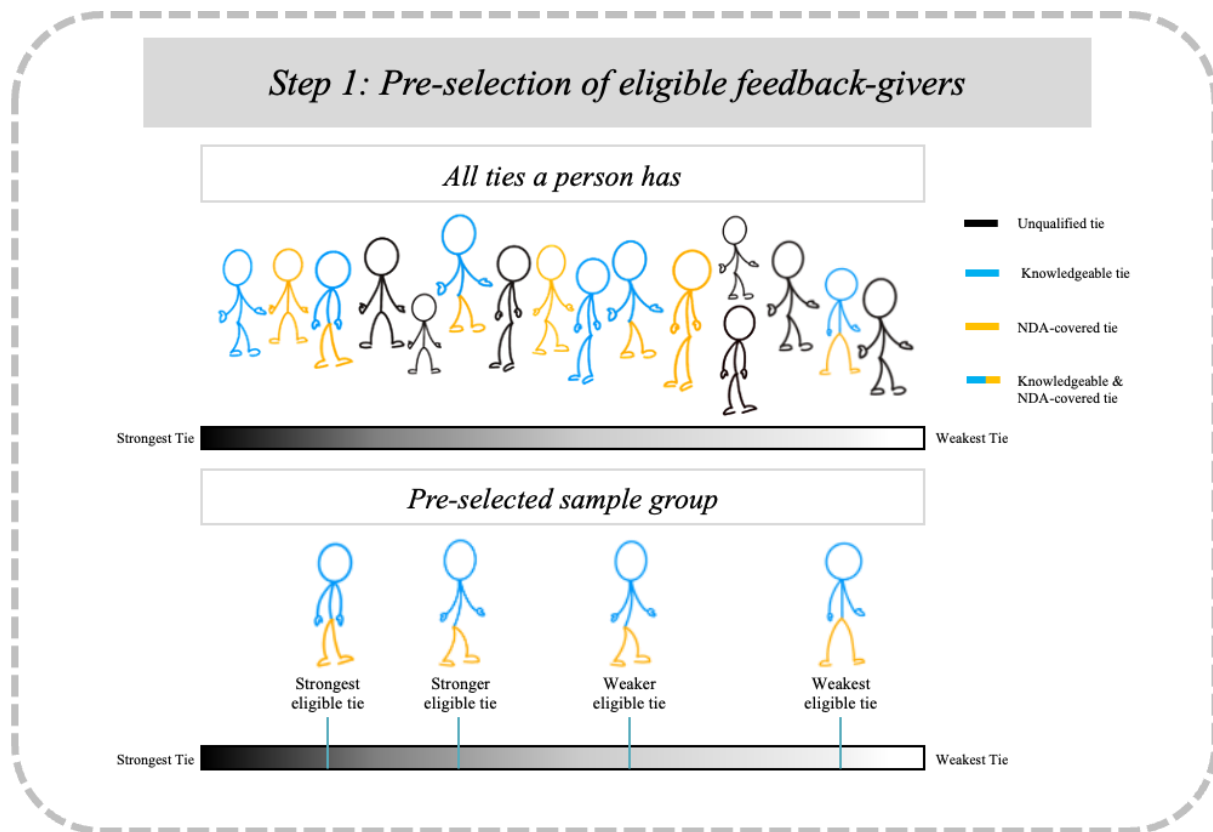 Step 1: Pre-selection of eligible feedback-givers
All ties a person has
Unqualified tie
Knowledgeable tie
NDA-covered tie
Knowledgeable &
NDA-covered tie
Strongest Tie
Weakest Tie
Pre-selected sample group
Strongest
eligible tie
Stronger
eligible tie
Weaker
eligible tie
Weakest
eligible tie
Strongest Tie
Weakest Tie